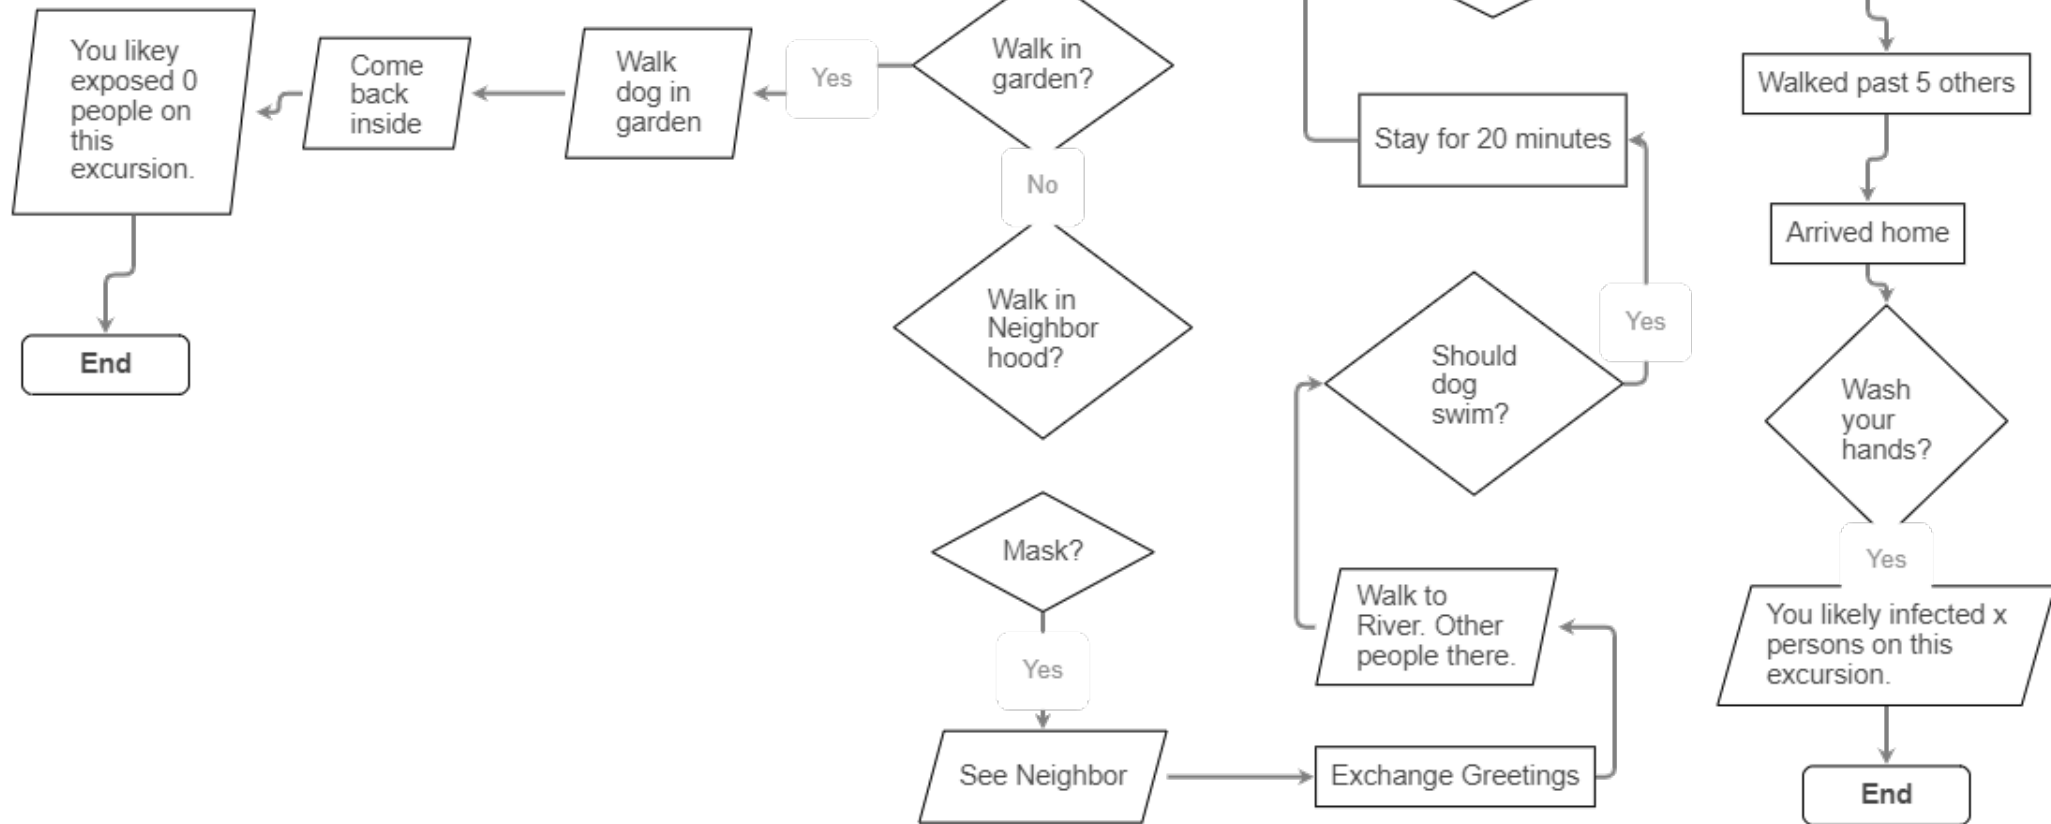 You likey
exposed 0
people on
this
excursion.
End
Come
back
inside
Walk
dog in
garden
Yes
Walk in
garden?
No
Walk in
Neighbor
hood?
Mask?
Yes
See Neighbor
Exchange Greetings
Walk to
River. Other
people there.
Should
dog
swim?
Yes
Stay for 20 minutes
Walked past 5 others
Arrived home
Wash
your
hands?
Yes
You likely infected x
persons on this
excursion.
End